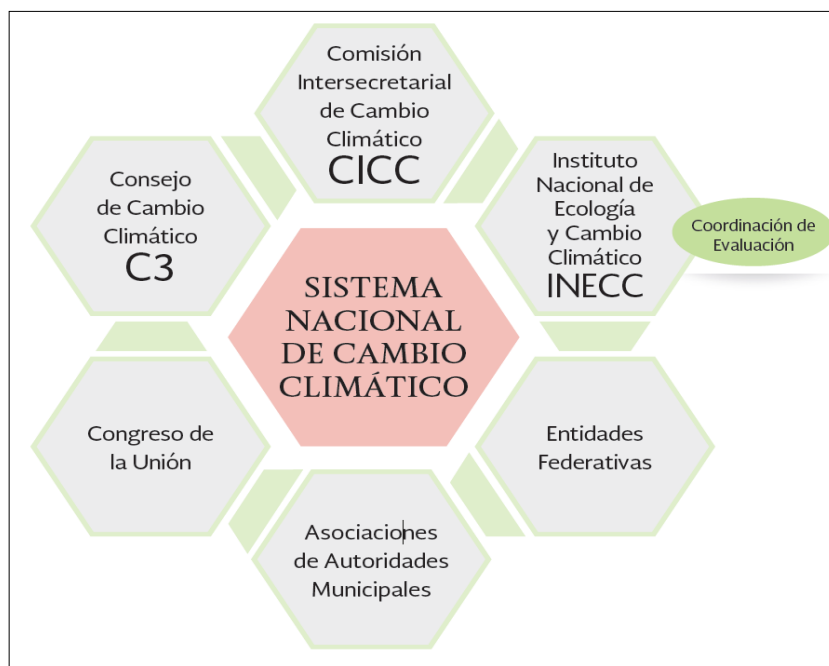 Comisión
Intersecretarial
de Cambio
Climático
CICC
Consejo
de Cambio
Climático
C3
Instituto
Nacional de
Ecología
y Cambio
Climático
INECC
Coordinación de
Evaluación
SISTEMA
NACIONAL
DE CAMBIO
CLIMÁTICO
Congreso de
la Unión
Entidades
Federativas
Asociaciones
de Autoridades
Municipales